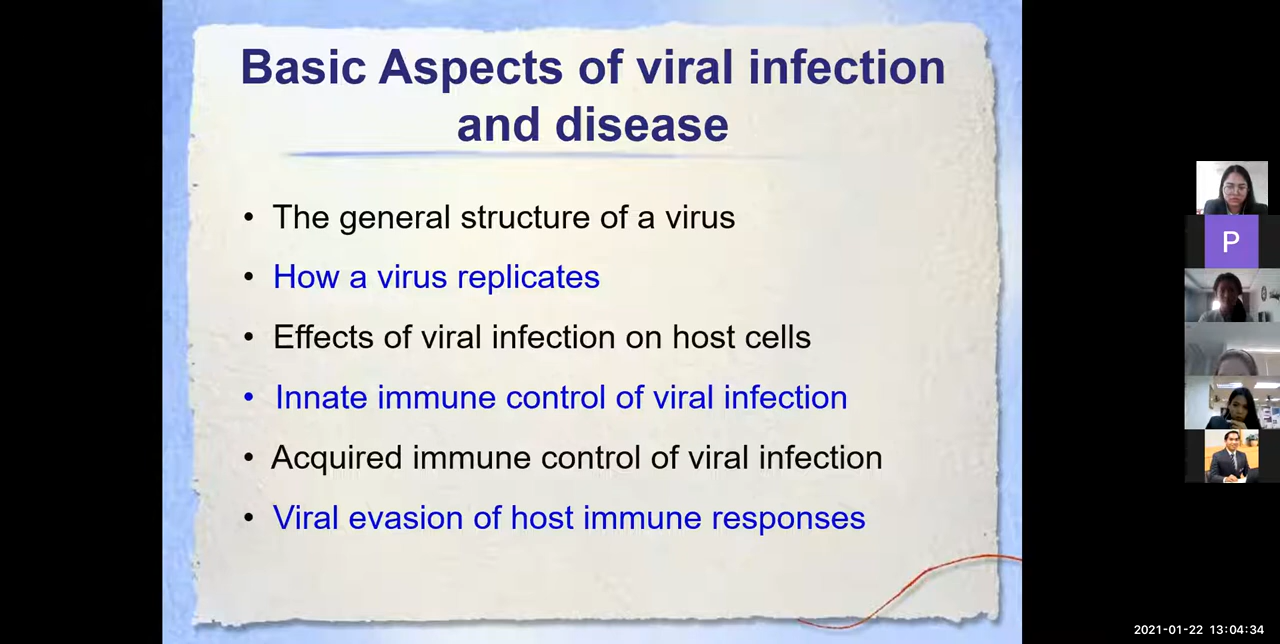 Basic Aspects of viral infection
and disease
• The general structure of a virus
• How a virus replicates
• Effects of viral infection on host cells
• Innate immune control of viral infection
• Acquired immune control of viral infection
• Viral evasion of host immune responses
P
2021-01-22 13:04:34